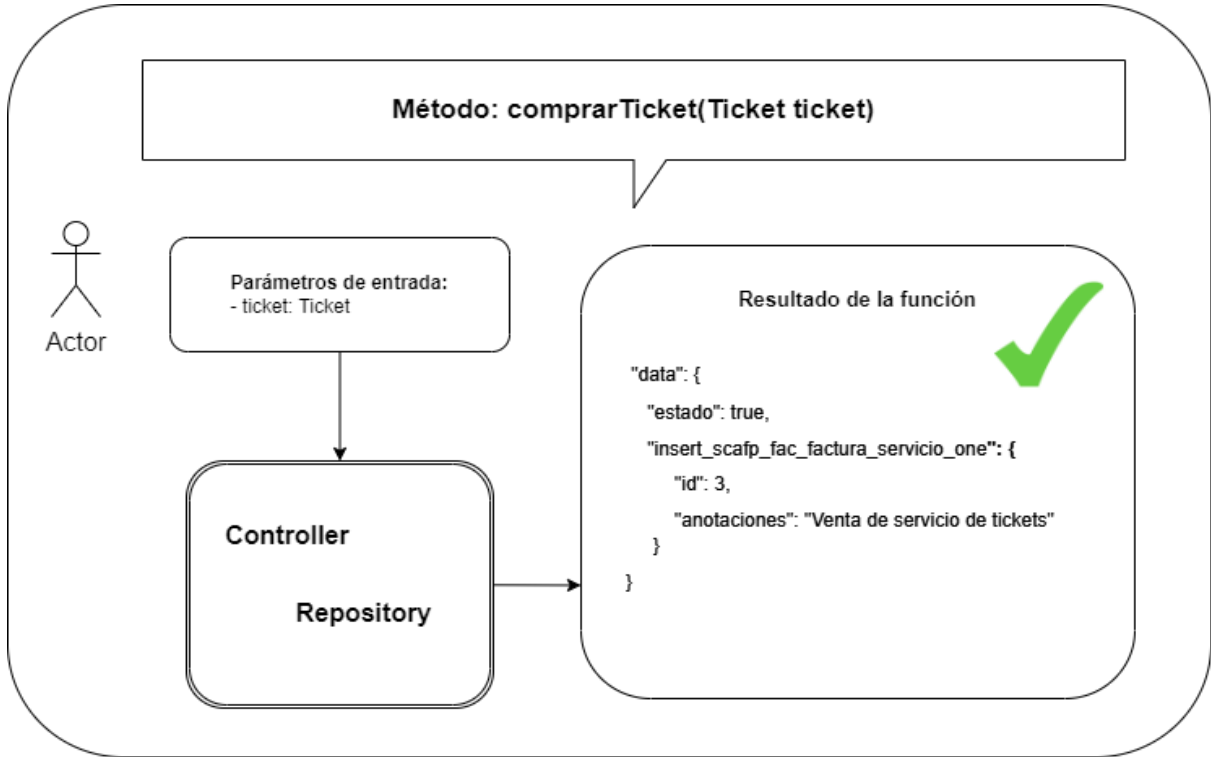 Método: comprarTicket(Ticket ticket)
Actor
Parámetros de entrada:
- ticket: Ticket
Controller
Repository
Resultado de la función
"data": {
"estado": true,
"insert_scafp_fac_factura_servicio_one": {
"id": 3,
"anotaciones": "Venta de servicio de tickets"
}
}